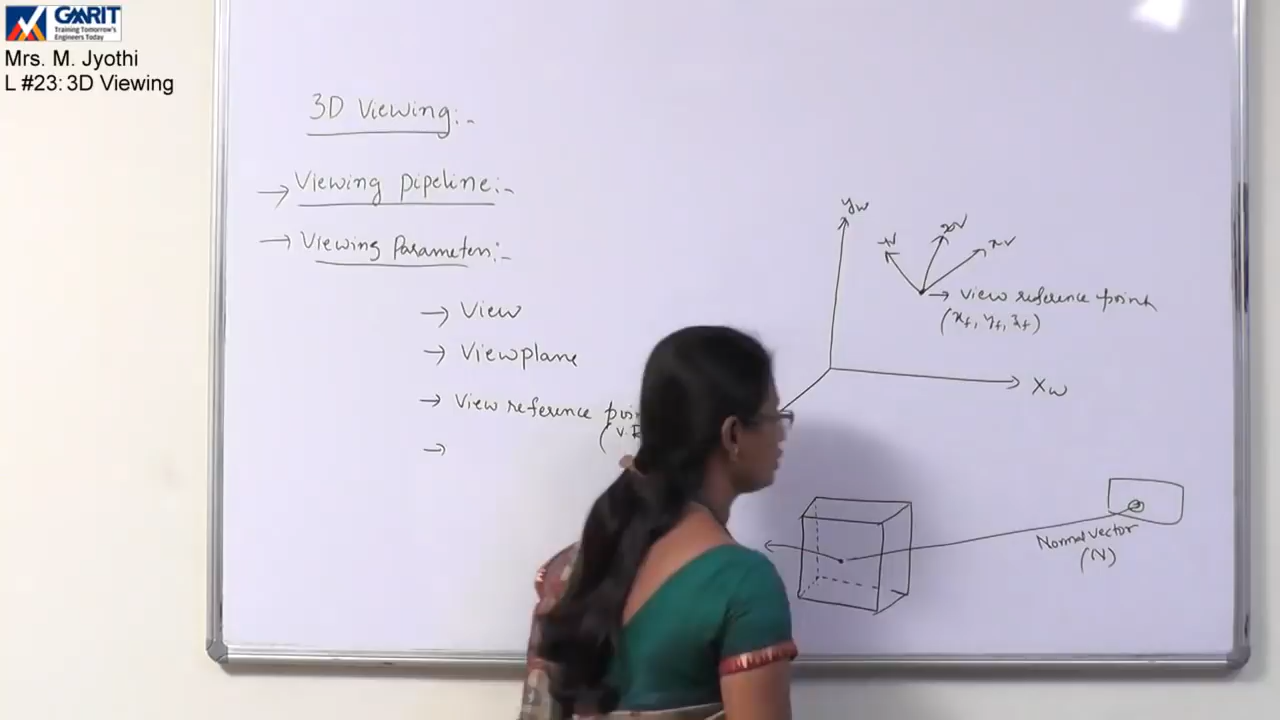 GMRIT
Training Tomorrow's
Engineers Today
Mrs. M. Jyothi
L #23: 3D Viewing
3D Viewing:-
→ Viewing pipeline:-
→ Viewing Parameters:-
→ View
→ Viewplane
→ View reference
(V.
→
yw
xv
→ View reference point
(xf, yf, zf)
Xw
Normal vector
(N)